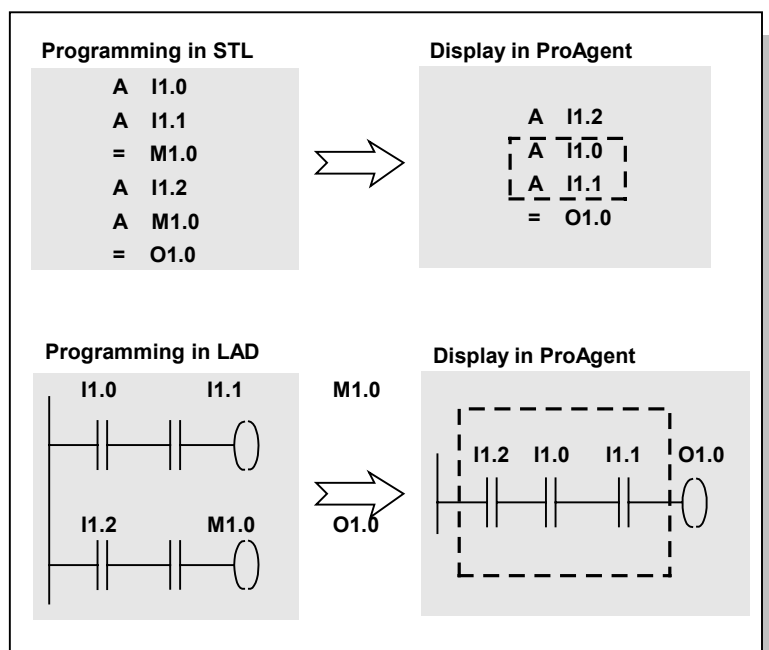 Programming in STL
A I1.0
A I1.1
= M1.0
A I1.2
A M1.0
= O1.0
Display in ProAgent
A I1.2
A I1.0
A I1.1
= O1.0
Programming in LAD
I1.0 I1.1 M1.0
I1.2 M1.0 O1.0
Display in ProAgent
I1.2 I1.0 I1.1 O1.0